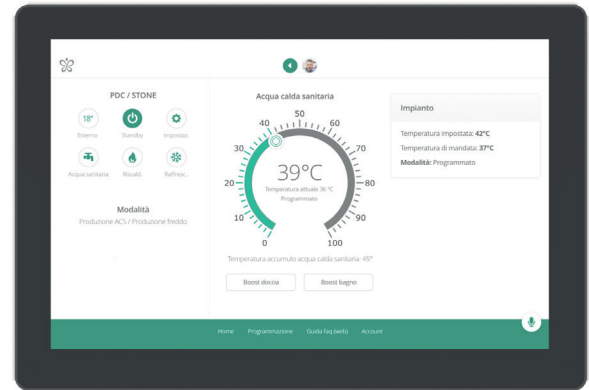 PDC / STONE
18°
Esterno
Standby
Impostaz.
Acqua sanitaria
Riscald.
Raffresc..
Modalità
Produzione ACS / Produzione freddo
Acqua calda sanitaria
0
10
20
30
40
50
60
70
80
90
100
39°C
Temperatura attuale 36 °C
Programmato
Temperatura accumulo acqua calda sanitaria: 45°
Boost doccia
Boost bagno
Impianto
Temperatura impostata: 42°C
Temperatura di mandata: 37°C
Modalità: Programmato
Home Programmazione Guida faq (web) Account